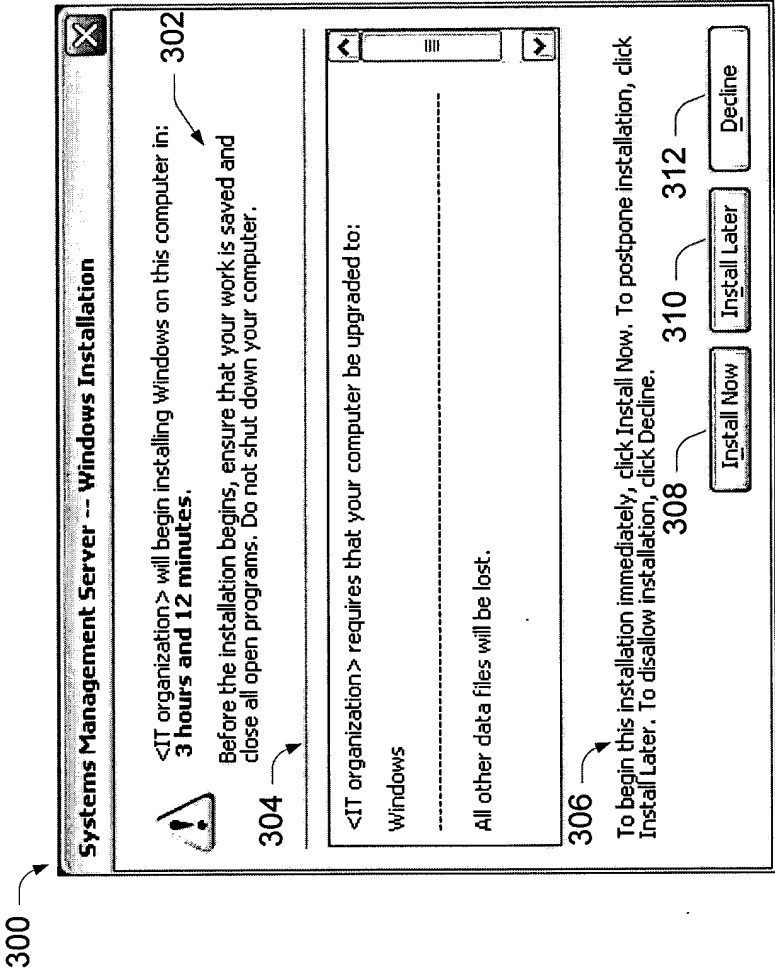 300
Systems Management Server -- Windows Installation
<IT organization> will begin installing Windows on this computer in:
3 hours and 12 minutes.
302
Before the installation begins, ensure that your work is saved and
close all open programs. Do not shut down your computer.
304
<IT organization> requires that your computer be upgraded to:
Windows
All other data files will be lost.
306
To begin this installation immediately, click Install Now. To postpone installation, click
Install Later. To disallow installation, click Decline.
308
310
312
Install Now
Install Later
Decline